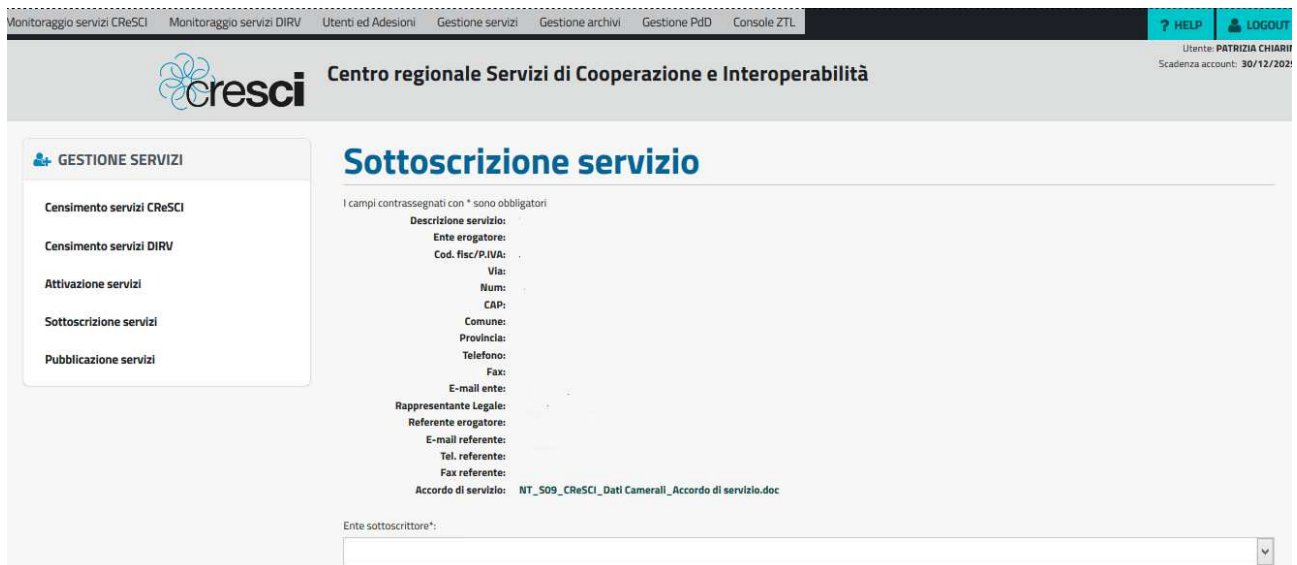 Monitoraggio servizi CReSCI Monitoraggio servizi DIRV Utenti ed Adesioni Gestione servizi Gestione archivi Gestione PdD Console ZTL ? HELP LOGOUT
Utente: PATRIZIA CHIARIN
Scadenza account: 30/12/202
cresci Centro regionale Servizi di Cooperazione e Interoperabilità
GESTIONE SERVIZI
Censimento servizi CReSCI
Censimento servizi DIRV
Attivazione servizi
Sottoscrizione servizi
Pubblicazione servizi
Sottoscrizione servizio
I campi contrassegnati con * sono obbligatori
Descrizione servizio:
Ente erogatore:
Cod. fisc/P.IVA:
Via:
Num:
CAP:
Comune:
Provincia:
Telefono:
Fax:
E-mail ente:
Rappresentante Legale:
Referente erogatore:
E-mail referente:
Tel. referente:
Fax referente:
Accordo di servizio: NT_S09_CReSCI_Dati Camerali_Accordo di servizio.doc
Ente sottoscrittore*: